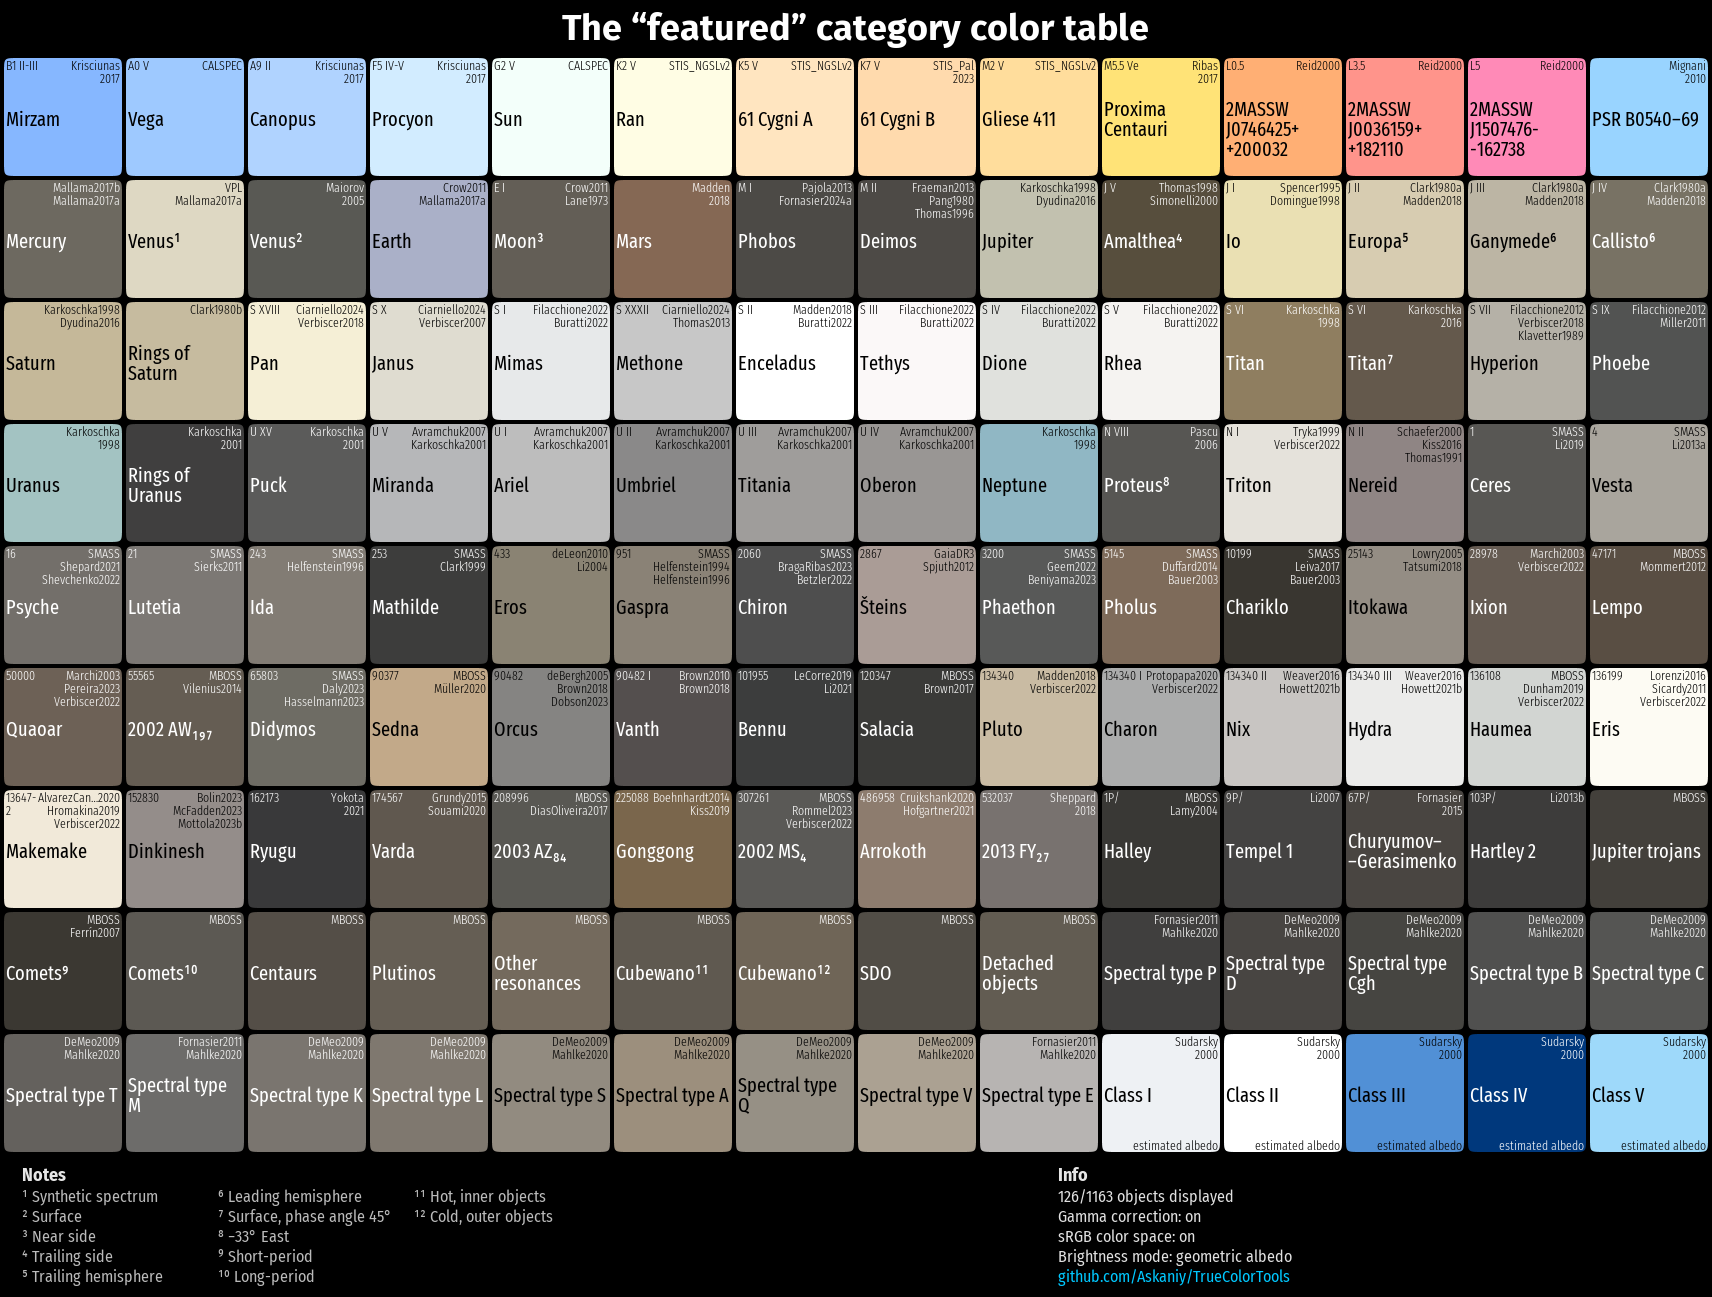 The “featured” category color table
B1 II-III Krisciunas
2017
Mirzam
A0 V CALSPEC
Vega
A9 II Krisciunas
2017
Canopus
F5 IV-V Krisciunas
2017
Procyon
G2 V CALSPEC
Sun
K2 V STIS_NGSLv2
Ran
K5 V STIS_NGSLv2
61 Cygni A
K7 V STIS_Pal
2023
61 Cygni B
M2 V STIS_NGSLv2
Gliese 411
M5.5 Ve Ribas
2017
Proxima
Centauri
L0.5 Reid2000
2MASSW
J0746425+
+200032
L3.5 Reid2000
2MASSW
J0036159+
+182110
L5 Reid2000
2MASSW
J1507476-
-162738
Mignani
2010
PSR B0540−69
Mallama2017b
Mallama2017a
Mercury
VPL
Mallama2017a
Venus¹
Maiorov
2005
Venus²
Crow2011
Mallama2017a
Earth
E I Crow2011
Lane1973
Moon³
Madden
2018
Mars
M I Pajola2013
Fornasier2024a
Phobos
M II Fraeman2013
Pang1980
Thomas1996
Deimos
Karkoschka1998
Dyudina2016
Jupiter
J V Thomas1998
Simonelli2000
Amalthea⁴
J I Spencer1995
Domingue1998
Io
J II Clark1980a
Madden2018
Europa⁵
J III Clark1980a
Madden2018
Ganymede⁶
J IV Clark1980a
Madden2018
Callisto⁶
Karkoschka1998
Dyudina2016
Saturn
Clark1980b
Rings of
Saturn
S XVIII Ciarniello2024
Verbiscer2018
Pan
S X Ciarniello2024
Verbiscer2007
Janus
S I Filacchione2022
Buratti2022
Mimas
S XXXII Ciarniello2024
Thomas2013
Methone
S II Madden2018
Buratti2022
Enceladus
S III Filacchione2022
Buratti2022
Tethys
S IV Filacchione2022
Buratti2022
Dione
S V Filacchione2022
Buratti2022
Rhea
S VI Karkoschka
1998
Titan
S VI Karkoschka
2016
Titan⁷
S VII Filacchione2012
Verbiscer2018
Klavetter1989
Hyperion
S IX Filacchione2012
Miller2011
Phoebe
Karkoschka
1998
Uranus
Karkoschka
2001
Rings of
Uranus
U XV Karkoschka
2001
Puck
U V Avramchuk2007
Karkoschka2001
Miranda
U I Avramchuk2007
Karkoschka2001
Ariel
U II Avramchuk2007
Karkoschka2001
Umbriel
U III Avramchuk2007
Karkoschka2001
Titania
U IV Avramchuk2007
Karkoschka2001
Oberon
Karkoschka
1998
Neptune
N VIII Pascu
2006
Proteus⁸
N I Tryka1999
Verbiscer2022
Triton
N II Schaefer2000
Kiss2016
Thomas1991
Nereid
1 SMASS
Li2019
Ceres
4 SMASS
Li2013a
Vesta
16 SMASS
Shepard2021
Shevchenko2022
Psyche
21 SMASS
Sierks2011
Lutetia
243 SMASS
Helfenstein1996
Ida
253 SMASS
Clark1999
Mathilde
433 deLeon2010
Li2004
Eros
951 SMASS
Helfenstein1994
Helfenstein1996
Gaspra
2060 SMASS
BragaRibas2023
Betzler2022
Chiron
2867 GaiaDR3
Spjuth2012
Šteins
3200 SMASS
Geem2022
Beniyama2023
Phaethon
5145 SMASS
Duffard2014
Bauer2003
Pholus
10199 SMASS
Leiva2017
Bauer2003
Chariklo
25143 Lowry2005
Tatsumi2018
Itokawa
28978 Marchi2003
Verbiscer2022
Ixion
47171 MBOSS
Mommert2012
Lempo
50000 Marchi2003
Pereira2023
Verbiscer2022
Quaoar
55565 MBOSS
Vilenius2014
2002 AW₁₉₇
65803 SMASS
Daly2023
Hasselmann2023
Didymos
90377 MBOSS
Müller2020
Sedna
90482 deBergh2005
Brown2018
Dobson2023
Orcus
90482 I Brown2010
Brown2018
Vanth
101955 LeCorre2019
Li2021
Bennu
120347 MBOSS
Brown2017
Salacia
134340 Madden2018
Verbiscer2022
Pluto
134340 I Protopapa2020
Verbiscer2022
Charon
134340 II Weaver2016
Howett2021b
Nix
134340 III Weaver2016
Howett2021b
Hydra
136108 MBOSS
Dunham2019
Verbiscer2022
Haumea
136199 Lorenzi2016
Sicardy2011
Verbiscer2022
Eris
13647- AlvarezCan...2020
2 Hromakina2019
Verbiscer2022
Makemake
152830 Bolin2023
McFadden2023
Mottola2023b
Dinkinesh
162173 Yokota
2021
Ryugu
174567 Grundy2015
Souami2020
Varda
208996 MBOSS
DiasOliveira2017
2003 AZ₈₄
225088 Boehnhardt2014
Kiss2019
Gonggong
307261 MBOSS
Rommel2023
Verbiscer2022
2002 MS₄
486958 Cruikshank2020
Hofgartner2021
Arrokoth
532037 Sheppard
2018
2013 FY₂₇
1P/ MBOSS
Lamy2004
Halley
9P/ Li2007
Tempel 1
67P/ Fornasier
2015
Churyumov−
−Gerasimenko
103P/ Li2013b
Hartley 2
MBOSS
Jupiter trojans
MBOSS
Ferrin2007
Comets⁹
MBOSS
Comets¹⁰
MBOSS
Centaurs
MBOSS
Plutinos
MBOSS
Other
resonances
MBOSS
Cubewano¹¹
MBOSS
Cubewano¹²
MBOSS
SDO
MBOSS
Detached
objects
Fornasier2011
Mahlke2020
Spectral type P
DeMeo2009
Mahlke2020
Spectral type
D
DeMeo2009
Mahlke2020
Spectral type
Cgh
DeMeo2009
Mahlke2020
Spectral type B
DeMeo2009
Mahlke2020
Spectral type C
DeMeo2009
Mahlke2020
Spectral type T
Fornasier2011
Mahlke2020
Spectral type
M
DeMeo2009
Mahlke2020
Spectral type K
DeMeo2009
Mahlke2020
Spectral type L
DeMeo2009
Mahlke2020
Spectral type S
DeMeo2009
Mahlke2020
Spectral type A
DeMeo2009
Mahlke2020
Spectral type
Q
DeMeo2009
Mahlke2020
Spectral type V
Fornasier2011
Mahlke2020
Spectral type E
Sudarsky
2000
Class I
estimated albedo
Sudarsky
2000
Class II
estimated albedo
Sudarsky
2000
Class III
estimated albedo
Sudarsky
2000
Class IV
estimated albedo
Sudarsky
2000
Class V
estimated albedo
Notes
¹ Synthetic spectrum
² Surface
³ Near side
⁴ Trailing side
⁵ Trailing hemisphere
⁶ Leading hemisphere
⁷ Surface, phase angle 45°
⁸ −33° East
⁹ Short-period
¹⁰ Long-period
¹¹ Hot, inner objects
¹² Cold, outer objects
Info
126/1163 objects displayed
Gamma correction: on
sRGB color space: on
Brightness mode: geometric albedo
github.com/Askaniy/TrueColorTools